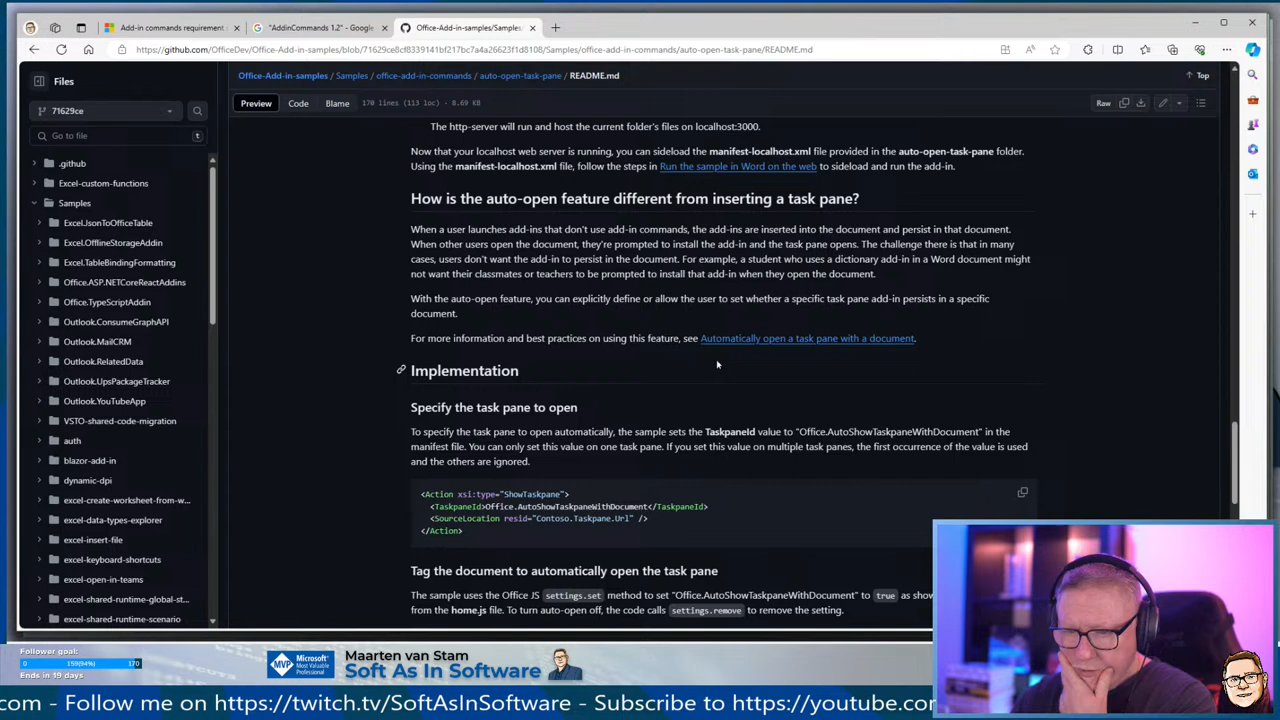 Add-in commands requirement
"AddinCommands 1.2" - Google
Office-Add-in-samples/Samples/
https://github.com/OfficeDev/Office-Add-in-samples/blob/71629ce8cf8339141bf217bc7a4a26623f1d8108/Samples/office-add-in-commands/auto-open-task-pane/README.md
Files
71629ce
Go to file
t
.github
Excel-custom-functions
Samples
Excel.JsonToOfficeTable
Excel.OfflineStorageAddin
Excel.TableBindingFormatting
Office.ASP.NETCoreReactAddins
Office.TypeScriptAddin
Outlook.ConsumeGraphAPI
Outlook.MailCRM
Outlook.RelatedData
Outlook.UpsPackageTracker
Outlook.YouTubeApp
VSTO-shared-code-migration
auth
blazor-add-in
dynamic-dpi
excel-create-worksheet-from-w...
excel-data-types-explorer
excel-insert-file
excel-keyboard-shortcuts
excel-open-in-teams
excel-shared-runtime-global-st...
excel-shared-runtime-scenario
Office-Add-in-samples / Samples / office-add-in-commands / auto-open-task-pane / README.md
Top
Preview Code Blame 170 lines (113 loc) · 8.69 KB
Raw
The http-server will run and host the current folder's files on localhost:3000.
Now that your localhost web server is running, you can sideload the manifest-localhost.xml file provided in the auto-open-task-pane folder.
Using the manifest-localhost.xml file, follow the steps in Run the sample in Word on the web to sideload and run the add-in.
How is the auto-open feature different from inserting a task pane?
When a user launches add-ins that don't use add-in commands, the add-ins are inserted into the document and persist in that document.
When other users open the document, they're prompted to install the add-in and the task pane opens. The challenge there is that in many
cases, users don't want the add-in to persist in the document. For example, a student who uses a dictionary add-in in a Word document might
not want their classmates or teachers to be prompted to install that add-in when they open the document.
With the auto-open feature, you can explicitly define or allow the user to set whether a specific task pane add-in persists in a specific
document.
For more information and best practices on using this feature, see Automatically open a task pane with a document.
Implementation
Specify the task pane to open
To specify the task pane to open automatically, the sample sets the TaskpaneId value to "Office.AutoShowTaskpaneWithDocument" in the
manifest file. You can only set this value on one task pane. If you set this value on multiple task panes, the first occurrence of the value is used
and the others are ignored.
<Action xsi:type="ShowTaskpane">
<TaskpaneId>Office.AutoShowTaskpaneWithDocument</TaskpaneId>
<SourceLocation resid="Contoso.Taskpane.Url" />
</Action>
Tag the document to automatically open the task pane
The sample uses the Office JS settings.set method to set "Office.AutoShowTaskpaneWithDocument" to true as show
from the home.js file. To turn auto-open off, the code calls settings.remove to remove the setting.
Follower goal:
0 159(94%) 170
Ends in 19 days
MVP
Microsoft
Most Valuable
Professional
Maarten van Stam
Soft As In Software
com - Follow me on https://twitch.tv/SoftAsInSoftware - Subscribe to https://youtube.com